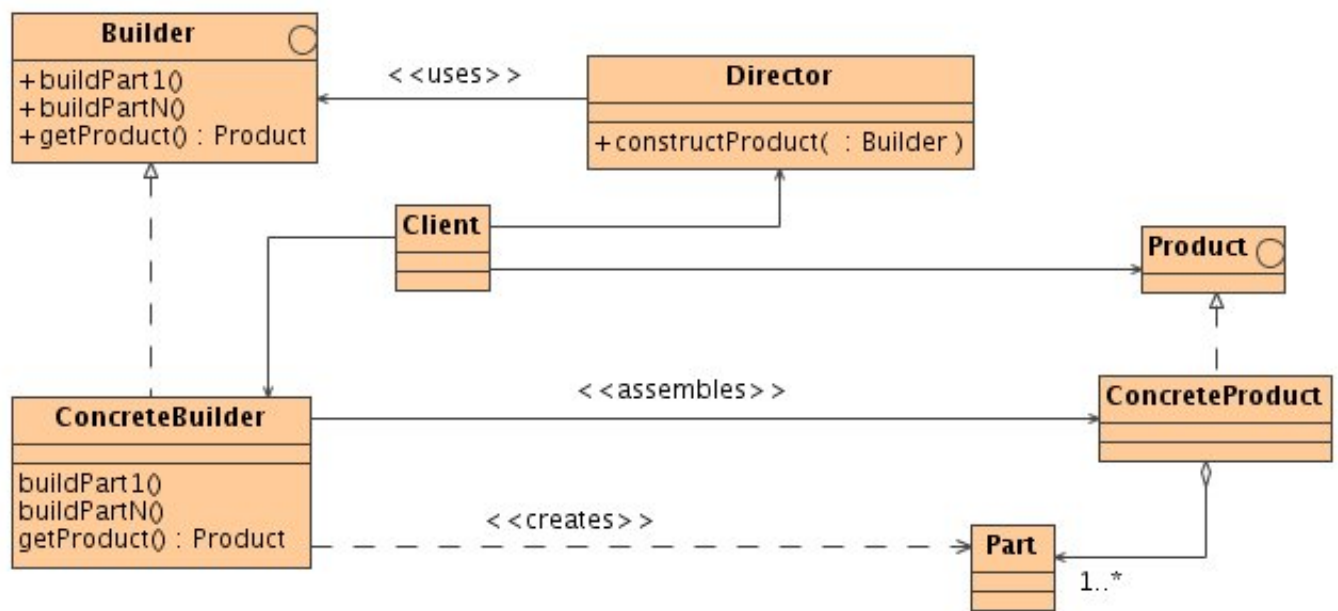 Builder
+buildPart1()
+buildPartN()
+getProduct() : Product
<<uses>>
Director
+constructProduct( : Builder )
Client
Product
<<assembles>>
ConcreteProduct
ConcreteBuilder
buildPart1()
buildPartN()
getProduct() : Product
<<creates>>
Part
1..*